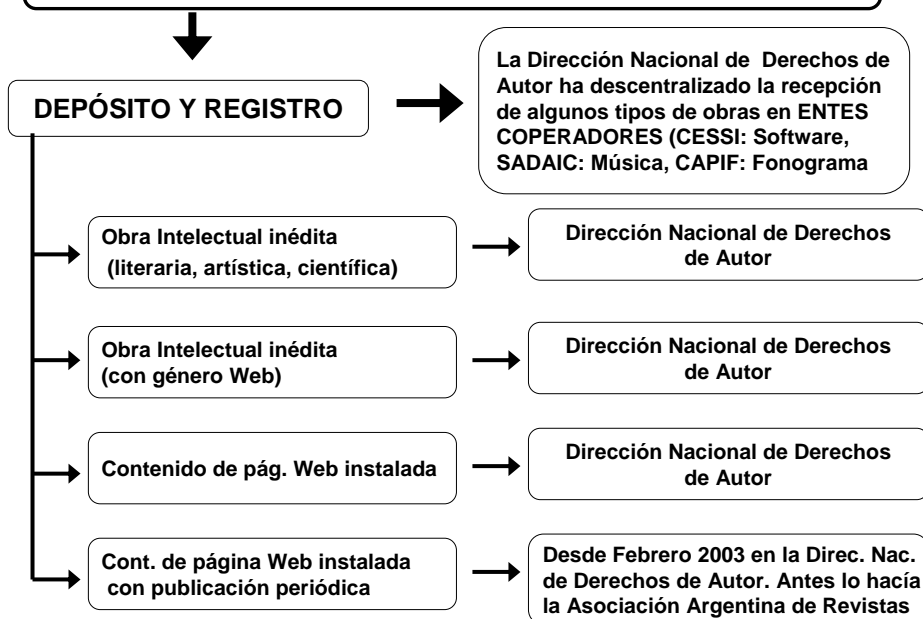 DEPÓSITO Y REGISTRO
La Dirección Nacional de Derechos de
Autor ha descentralizado la recepción
de algunos tipos de obras en ENTES
COPERADORES (CESSI: Software,
SADAIC: Música, CAPIF: Fonograma
Obra Intelectual inédita
(literaria, artística, científica)
Dirección Nacional de Derechos
de Autor
Obra Intelectual inédita
(con género Web)
Dirección Nacional de Derechos
de Autor
Contenido de pág. Web instalada
Dirección Nacional de Derechos
de Autor
Cont. de página Web instalada
con publicación periódica
Desde Febrero 2003 en la Direc. Nac.
de Derechos de Autor. Antes lo hacía
la Asociación Argentina de Revistas